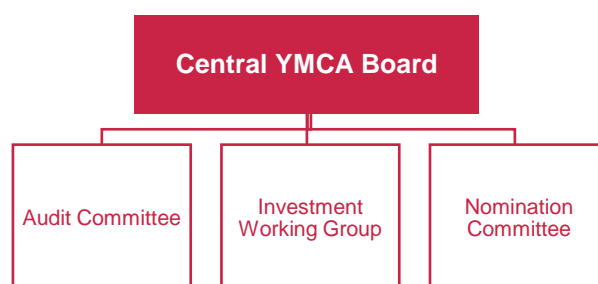 Central YMCA Board
Audit Committee
Investment
Working Group
Nomination
Committee